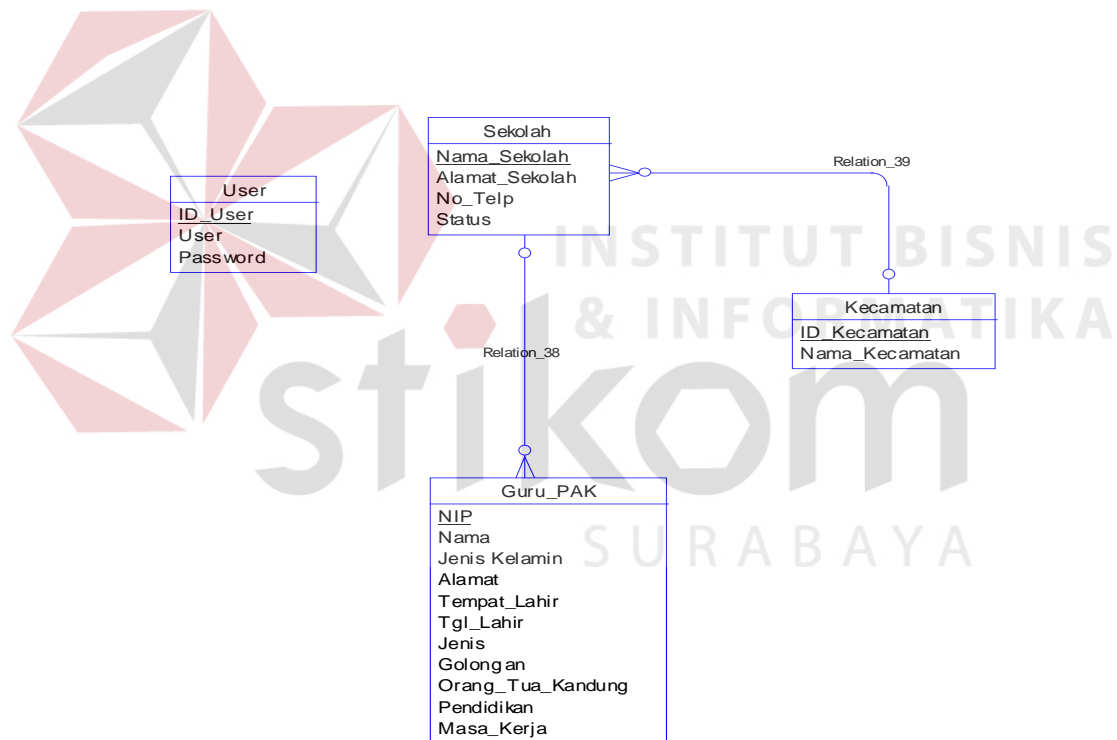 Sekolah
Nama_Sekolah
Alamat_Sekolah
No_Telp
Status
Relation_39
User
ID_User
User
Password
INSTITUT BISNIS
& INFORMATIKA
Kecamatan
ID_Kecamatan
Nama_Kecamatan
Relation_38
stikom
SURABAYA
Guru_PAK
NIP
Nama
Jenis Kelamin
Alamat
Tempat_Lahir
Tgl_Lahir
Jenis
Golongan
Orang_Tua_Kandung
Pendidikan
Masa_Kerja